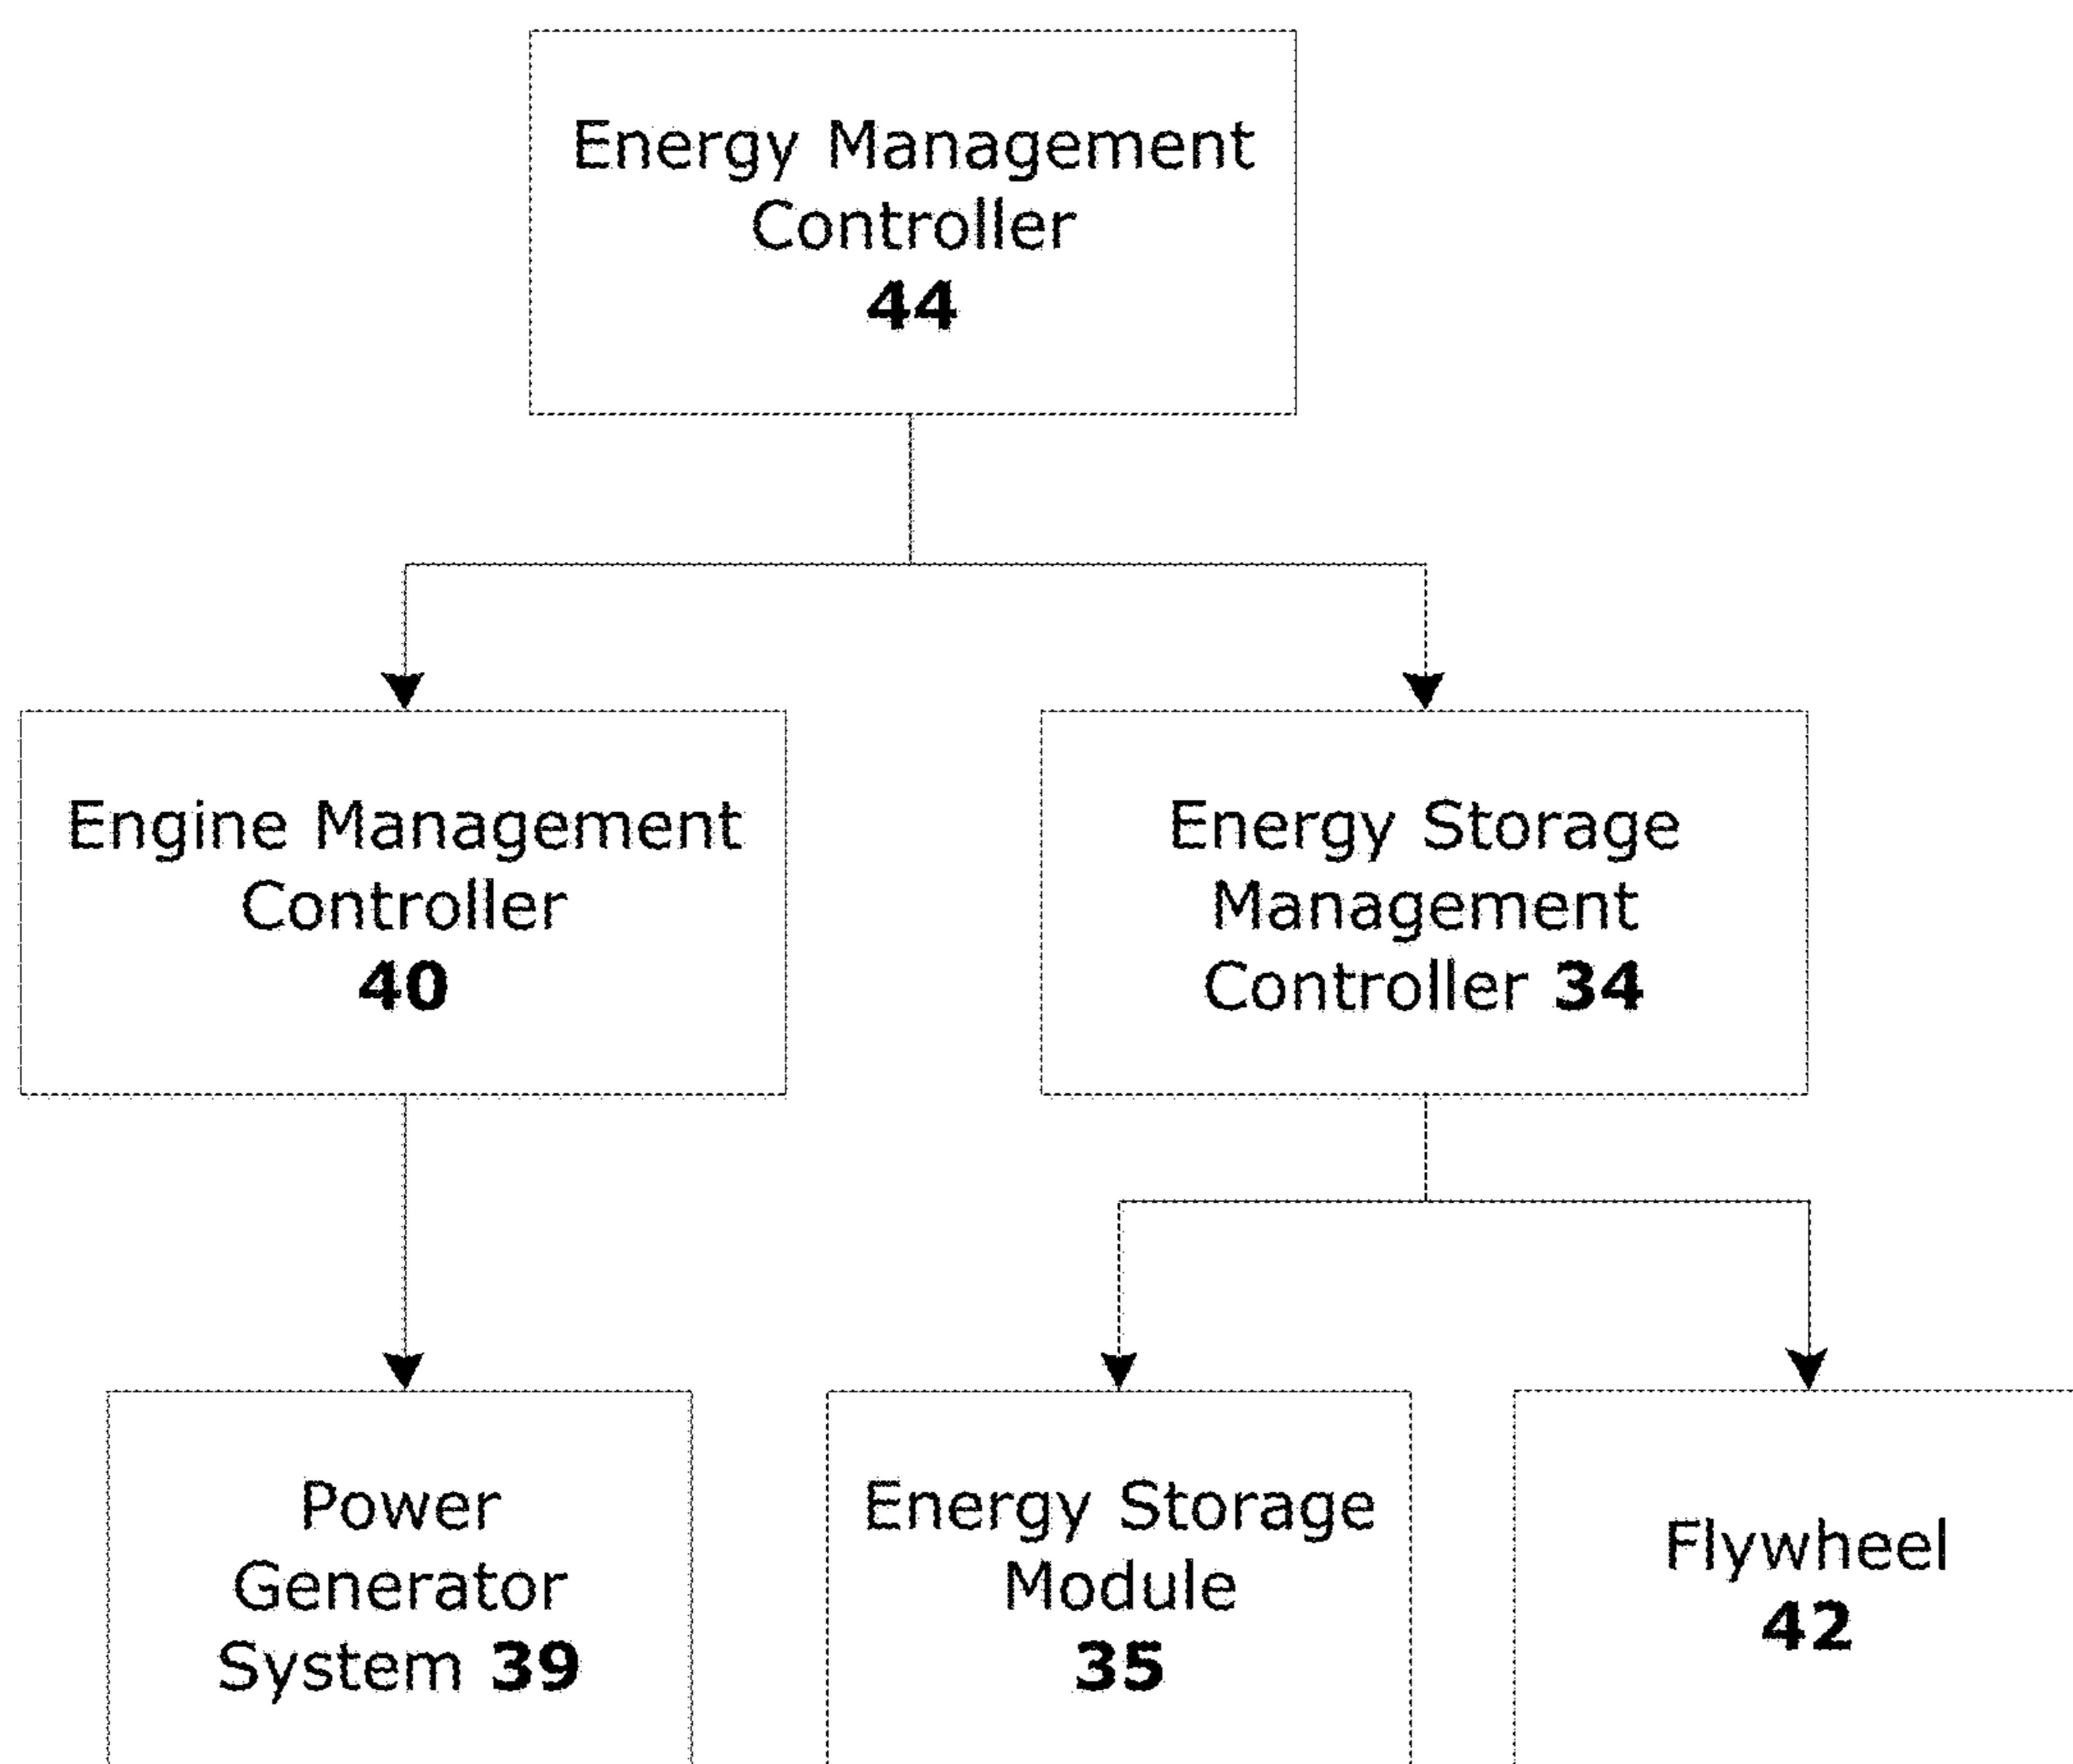 Energy Management
Controller
44
Engine Management
Controller
40
Energy Storage
Management
Controller 34
Power
Generator
System 39
Energy Storage
Module
35
Flywheel
42